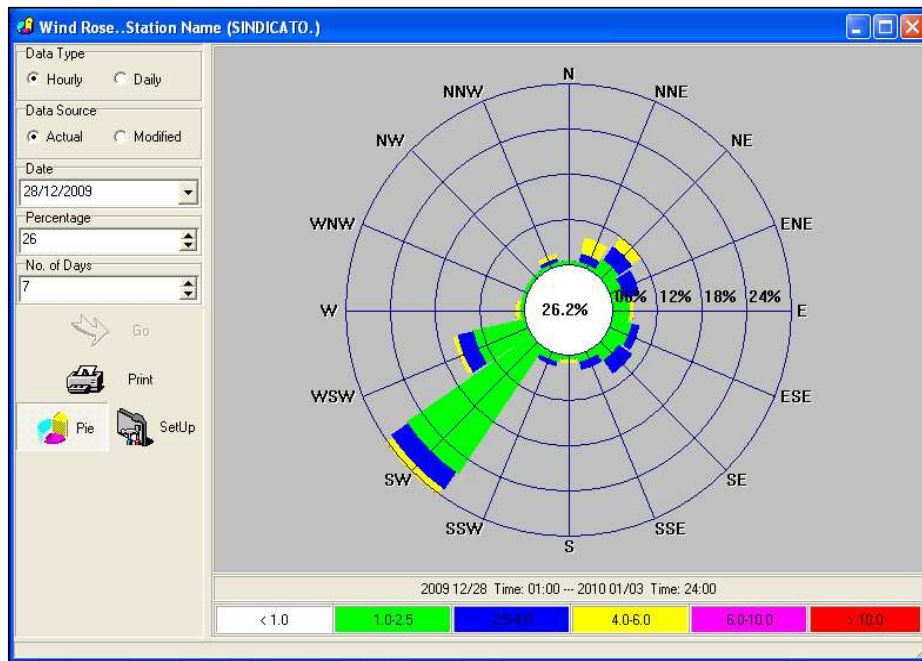 Wind Rose..Station Name (SINDICATO.)
Data Type
Hourly Daily
Data Source
Actual Modified
Date
28/12/2009
Percentage
26
No. of Days
7
Go
Print
Pie SetUp
N
NNW NNE
NW NE
WNW ENE
26.2% 06% 12% 18% 24%
W E
WSW ESE
SW SE
SSW SSE
S
2009 12/28 Time: 01:00 --- 2010 01/03 Time: 24:00
< 1.0 1.0-2.5 2.5-4.0 4.0-6.0 6.0-10.0 > 10.0